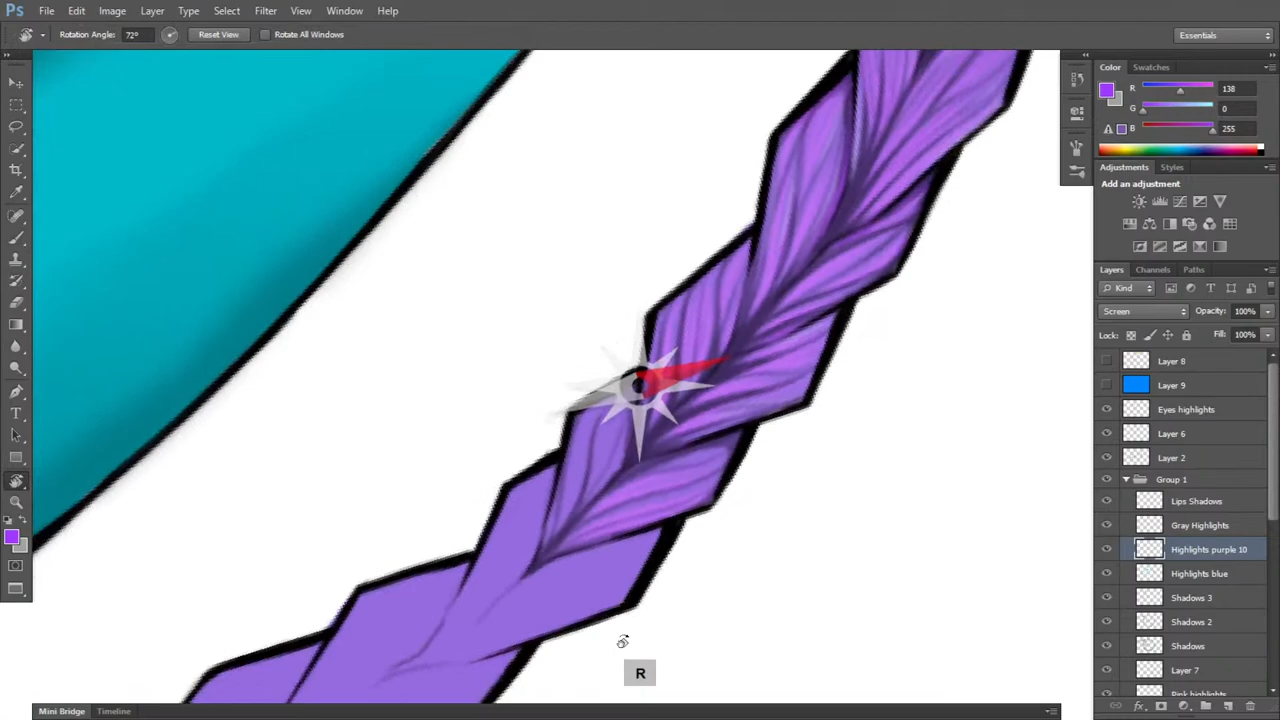 Ps File Edit Image Layer Type Select Filter View Window Help
Rotation Angle: 72° Reset View Rotate All Windows Essentials
Color Swatches
R 138
G 0
B 255
Adjustments Styles
Add an adjustment
Layers Channels Paths
Kind T
Screen Opacity: 100%
Lock: Fill: 100%
Layer 8
Layer 9
Eyes highlights
Layer 6
Layer 2
Group 1
Lips Shadows
Gray Highlights
Highlights purple 10
Highlights blue
Shadows 3
Shadows 2
Shadows
Layer 7
Pink highlights
fx
T
R
Mini Bridge Timeline